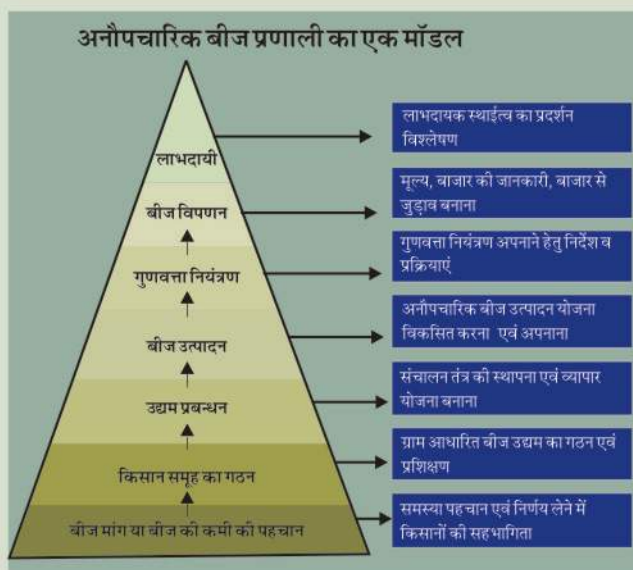 अनौपचारिक बीज प्रणाली का एक मॉडल
लाभदायी
लाभदायक स्थाईत्व का प्रदर्शन
विश्लेषण
बीज विपणन
मूल्य, बाजार की जानकारी, बाजार से
जुड़ाव बनाना
गुणवत्ता नियंत्रण
गुणवत्ता नियंत्रण अपनाने हेतु निर्देश व
प्रक्रियाएं
बीज उत्पादन
अनौपचारिक बीज उत्पादन योजना
विकसित करना एवं अपनाना
उद्यम प्रबन्धन
संचालन तंत्र की स्थापना एवं व्यापार
योजना बनाना
किसान समूह का गठन
ग्राम आधारित बीज उद्यम का गठन एवं
प्रशिक्षण
बीज मांग या बीज की कमी की पहचान
समस्या पहचान एवं निर्णय लेने में
किसानों की सहभागिता